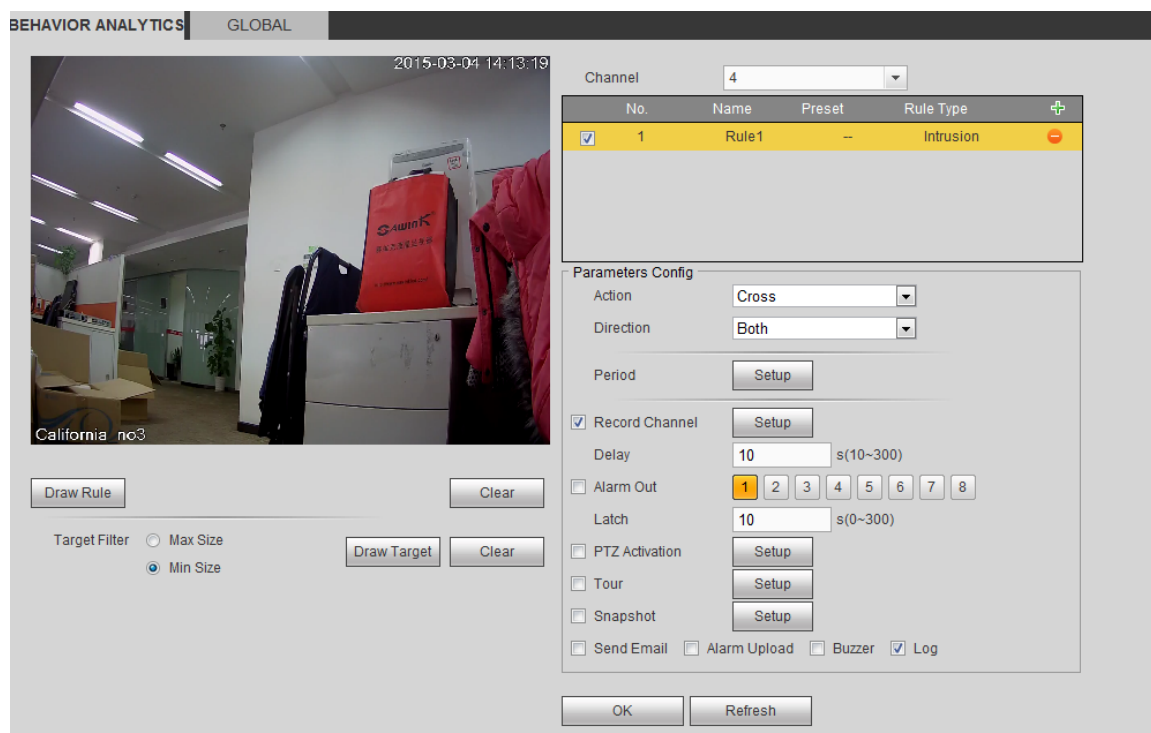 BEHAVIOR ANALYTICS GLOBAL
2015-03-04 14:13:19
SAWINK
California no3
Draw Rule Clear
Target Filter Max Size
Min Size
Draw Target Clear
Channel 4
No. Name Preset Rule Type
1 Rule1 -- Intrusion
Parameters Config
Action Cross
Direction Both
Period Setup
Record Channel Setup
Delay 10 s(10~300)
Alarm Out 1 2 3 4 5 6 7 8
Latch 10 s(0~300)
PTZ Activation Setup
Tour Setup
Snapshot Setup
Send Email Alarm Upload Buzzer Log
OK Refresh